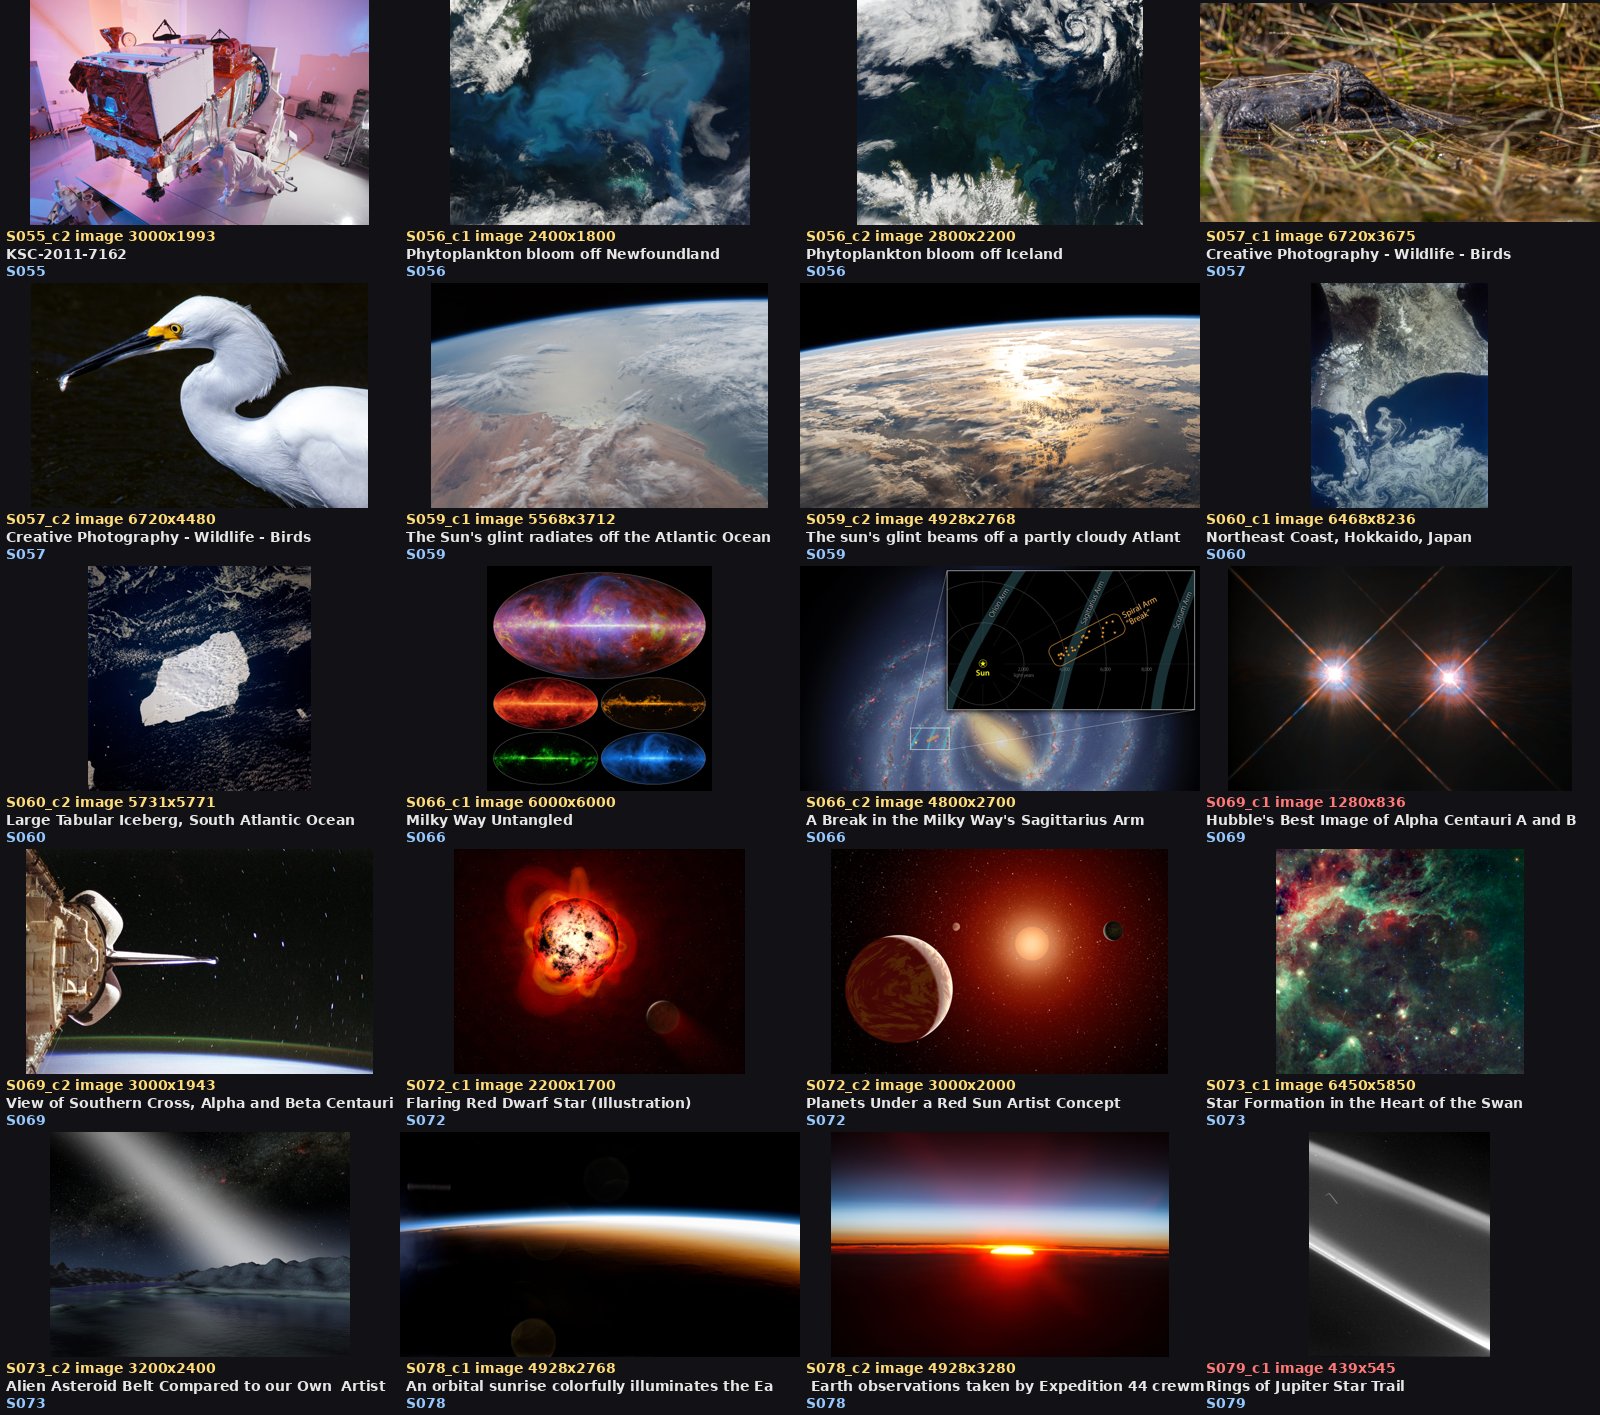 S055_c2 image 3000x1993
KSC-2011-7162
S055
S056_c1 image 2400x1800
Phytoplankton bloom off Newfoundland
S056
S056_c2 image 2800x2200
Phytoplankton bloom off Iceland
S056
S057_c1 image 6720x3675
Creative Photography - Wildlife - Birds
S057
S057_c2 image 6720x4480
Creative Photography - Wildlife - Birds
S057
S059_c1 image 5568x3712
The Sun's glint radiates off the Atlantic Ocean
S059
S059_c2 image 4928x2768
The sun's glint beams off a partly cloudy Atlant
S059
S060_c1 image 6468x8236
Northeast Coast, Hokkaido, Japan
S060
S060_c2 image 5731x5771
Large Tabular Iceberg, South Atlantic Ocean
S060
S066_c1 image 6000x6000
Milky Way Untangled
S066
Orion Arm
Sagittarius Arm
Spiral Arm
"Break"
Scutum Arm
Sun
S066_c2 image 4800x2700
A Break in the Milky Way's Sagittarius Arm
S066
S069_c1 image 1280x836
Hubble's Best Image of Alpha Centauri A and B
S069
S069_c2 image 3000x1943
View of Southern Cross, Alpha and Beta Centauri
S069
S072_c1 image 2200x1700
Flaring Red Dwarf Star (Illustration)
S072
S072_c2 image 3000x2000
Planets Under a Red Sun Artist Concept
S072
S073_c1 image 6450x5850
Star Formation in the Heart of the Swan
S073
S073_c2 image 3200x2400
Alien Asteroid Belt Compared to our Own  Artist
S073
S078_c1 image 4928x2768
An orbital sunrise colorfully illuminates the Ea
S078
S078_c2 image 4928x3280
Earth observations taken by Expedition 44 crewm
S078
S079_c1 image 439x545
Rings of Jupiter Star Trail
S079